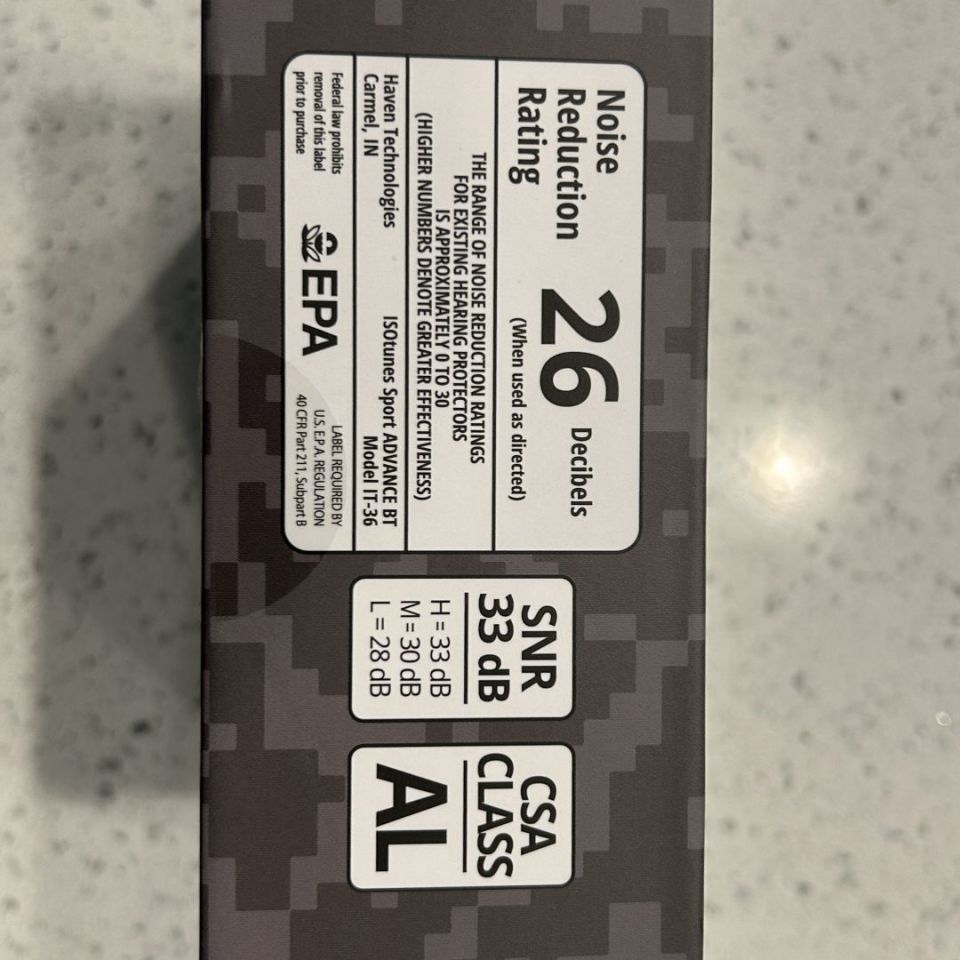 Noise
Reduction
Rating
26 Decibels
(When used as directed)
THE RANGE OF NOISE REDUCTION RATINGS
FOR EXISTING HEARING PROTECTORS
IS APPROXIMATELY 0 TO 30
(HIGHER NUMBERS DENOTE GREATER EFFECTIVENESS)
Haven Technologies
Carmel, IN
ISOtunes Sport ADVANCE BT
Model IT-36
Federal law prohibits
removal of this label
prior to purchase
EPA
LABEL REQUIRED BY
U.S. E.P.A. REGULATION
40 CFR Part 211, Subpart B
SNR
33 dB
H = 33 dB
M = 30 dB
L = 28 dB
CSA
CLASS
AL